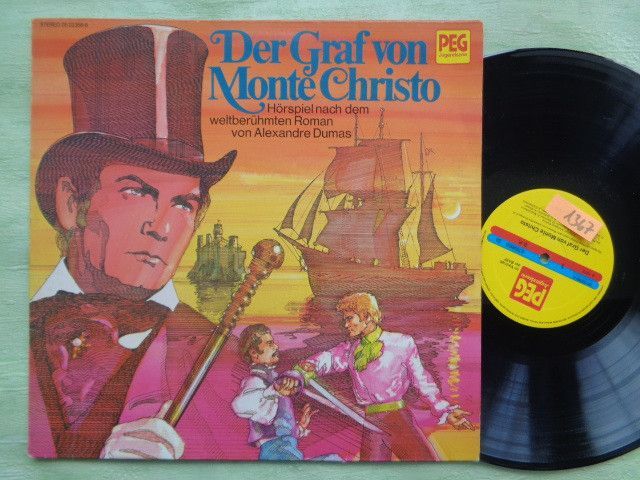 Der Graf von
Monte Christo
Hörspiel nach dem
weltberühmten Roman
von Alexandre Dumas
PEG
PEG
Der Graf von Monte Christo